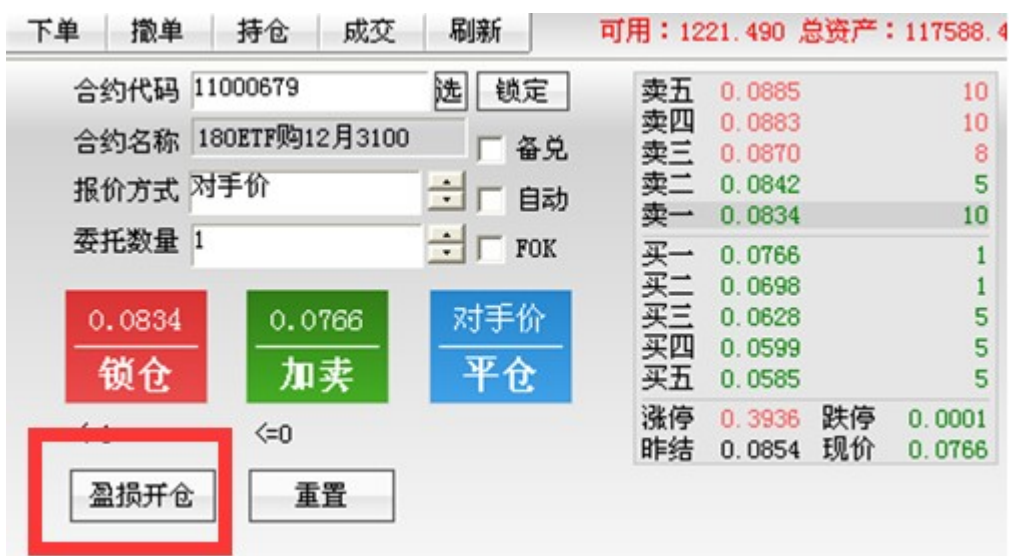 下单 撤单 持仓 成交 刷新 可用：1221.490 总资产：117588.4
合约代码 11000679 选 锁定
合约名称 180ETF购12月3100 备兑
报价方式 对手价 自动
委托数量 1 FOK
0.0834 0.0766 对手价
锁仓 加卖 平仓
<=0
盈损开仓 重置
卖五 0.0885 10
卖四 0.0883 10
卖三 0.0870 8
卖二 0.0842 5
卖一 0.0834 10
买一 0.0766 1
买二 0.0698 1
买三 0.0628 5
买四 0.0599 5
买五 0.0585 5
涨停 0.3936 跌停 0.0001
昨结 0.0854 现价 0.0766